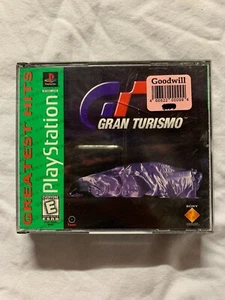 GREATEST HITS
PlayStation
Goodwill
GT
GRAN TURISMO
E
SONY